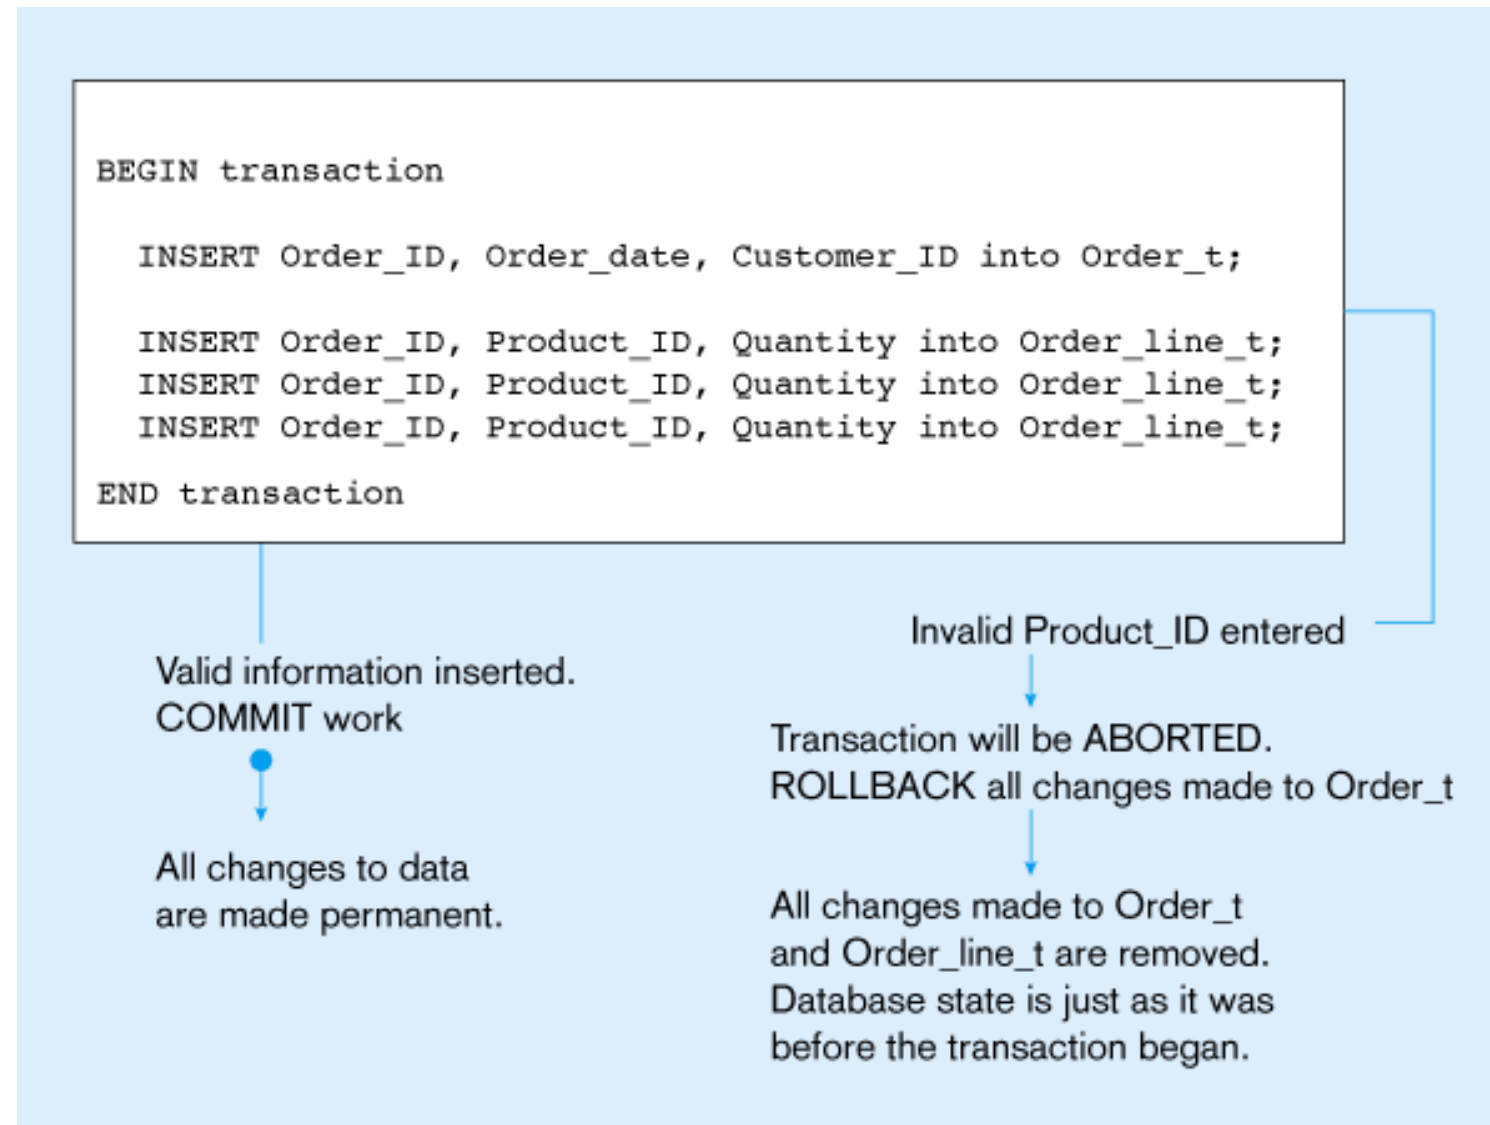 BEGIN transaction
INSERT Order_ID, Order_date, Customer_ID into Order_t;
INSERT Order_ID, Product_ID, Quantity into Order_line_t;
INSERT Order_ID, Product_ID, Quantity into Order_line_t;
INSERT Order_ID, Product_ID, Quantity into Order_line_t;
END transaction
Valid information inserted.
COMMIT work
All changes to data
are made permanent.
Invalid Product_ID entered
Transaction will be ABORTED.
ROLLBACK all changes made to Order_t
All changes made to Order_t
and Order_line_t are removed.
Database state is just as it was
before the transaction began.